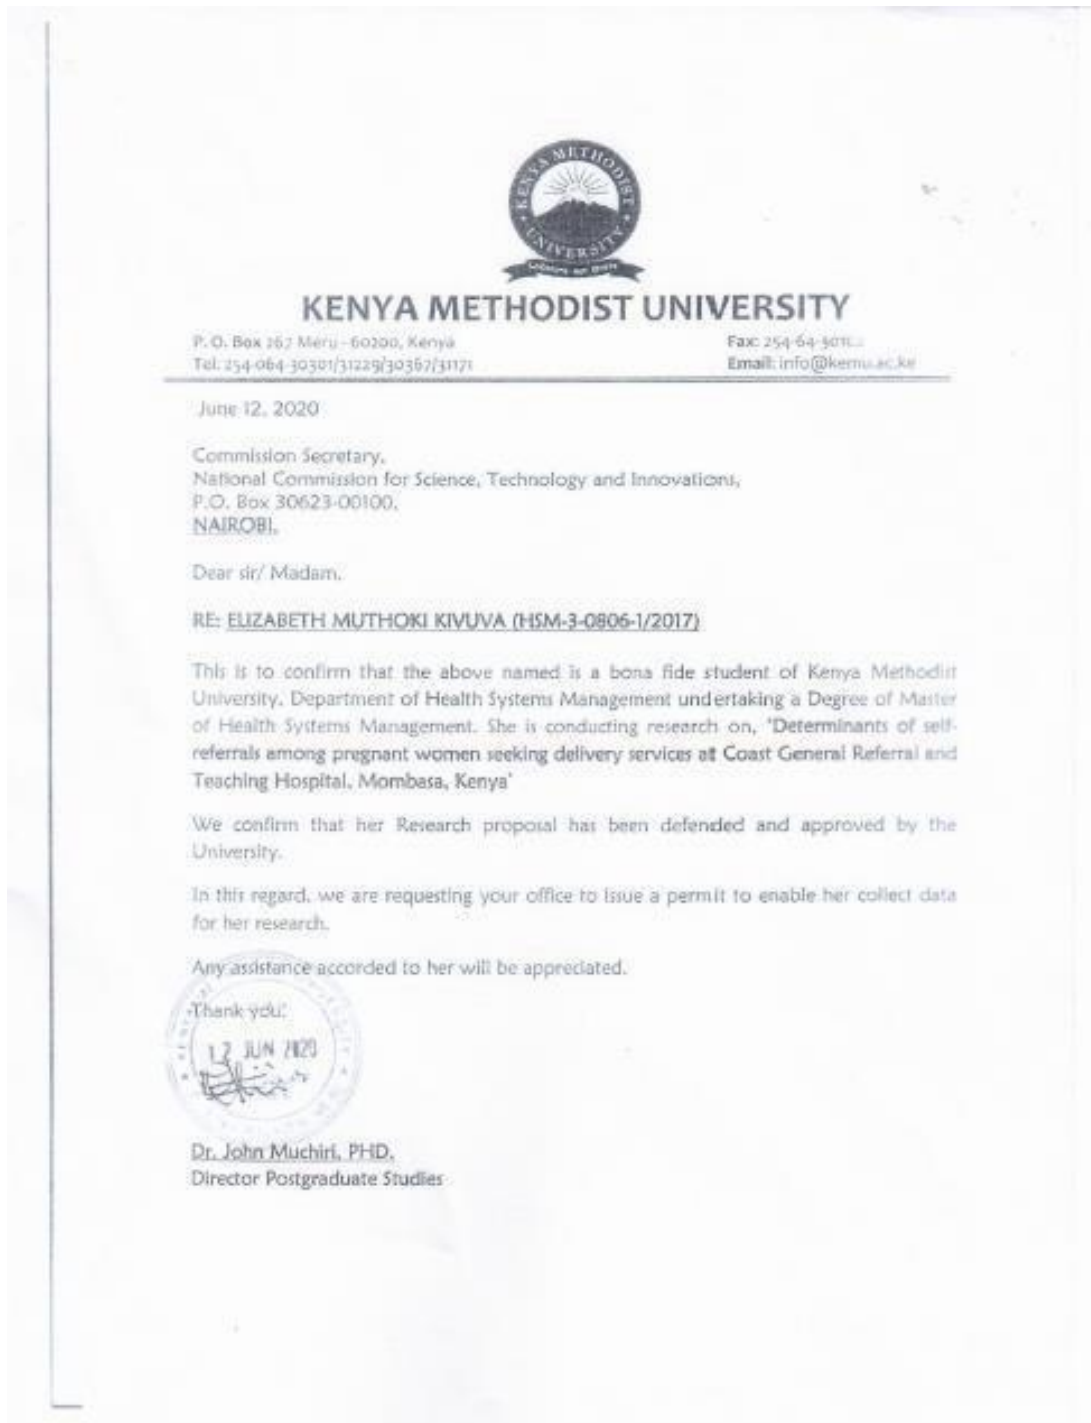 KENYA METHODIST
UNIVERSITY
KENYA METHODIST UNIVERSITY
P. O. Box 267 Meru - 60200, Kenya
Fax: 254-64-301
Tel: 254-064-30301/31229/30367/31171
Email: info@kemu.ac.ke
June 12, 2020
Commission Secretary,
National Commission for Science, Technology and Innovations,
P.O. Box 30623-00100,
NAIROBI.
Dear sir/ Madam,
RE: ELIZABETH MUTHOKI KIVUVA (HSM-3-0806-1/2017)
This is to confirm that the above named is a bona fide student of Kenya Methodist
University, Department of Health Systems Management undertaking a Degree of Master
of Health Systems Management. She is conducting research on, 'Determinants of self-
referrals among pregnant women seeking delivery services at Coast General Referral and
Teaching Hospital, Mombasa, Kenya'
We confirm that her Research proposal has been defended and approved by the
University.
In this regard, we are requesting your office to issue a permit to enable her collect data
for her research.
Any assistance accorded to her will be appreciated.
Thank you.
12 JUN 2020
Dr. John Muchiri, PHD.
Director Postgraduate Studies